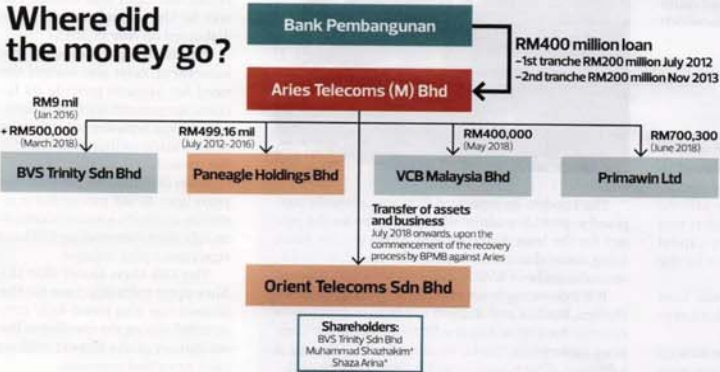 Where did
the money go?
Bank Pembangunan
RM400 million loan
-1st tranche RM200 million July 2012
-2nd tranche RM200 million Nov 2013
Aries Telecoms (M) Bhd
RM9 mil
(Jan 2016)
+ RM500,000
(March 2018)
BVS Trinity Sdn Bhd
RM499.16 mil
(July 2012-2016)
Paneagle Holdings Bhd
RM400,000
(May 2018)
VCB Malaysia Bhd
RM700,300
(June 2018)
Primawin Ltd
Transfer of assets
and business
July 2018 onwards, upon the
commencement of the recovery
process by BPMB against Aries
Orient Telecoms Sdn Bhd
Shareholders:
BVS Trinity Sdn Bhd
Muhammad Shazhakim*
Shaza Arina*